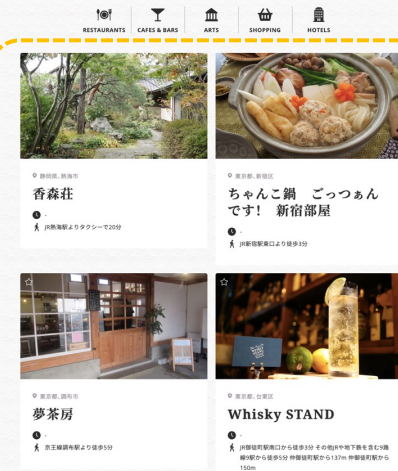 RESTAURANTS CAFES & BARS ARTS SHOPPING HOTELS
静岡県, 熱海市
香森荘
-
JR熱海駅よりタクシーで20分
東京都, 新宿区
ちゃんこ鍋 ごっつぁん
です! 新宿部屋
-
JR新宿駅東口より徒歩3分
東京都, 調布市
夢茶房
-
京王線調布駅より徒歩5分
東京都, 台東区
Whisky STAND
-
JR御徒町駅南口から徒歩3分 その他JRや地下鉄を含む9路
線9駅から徒歩5分 仲御徒町駅から137m 仲御徒町駅から
150m